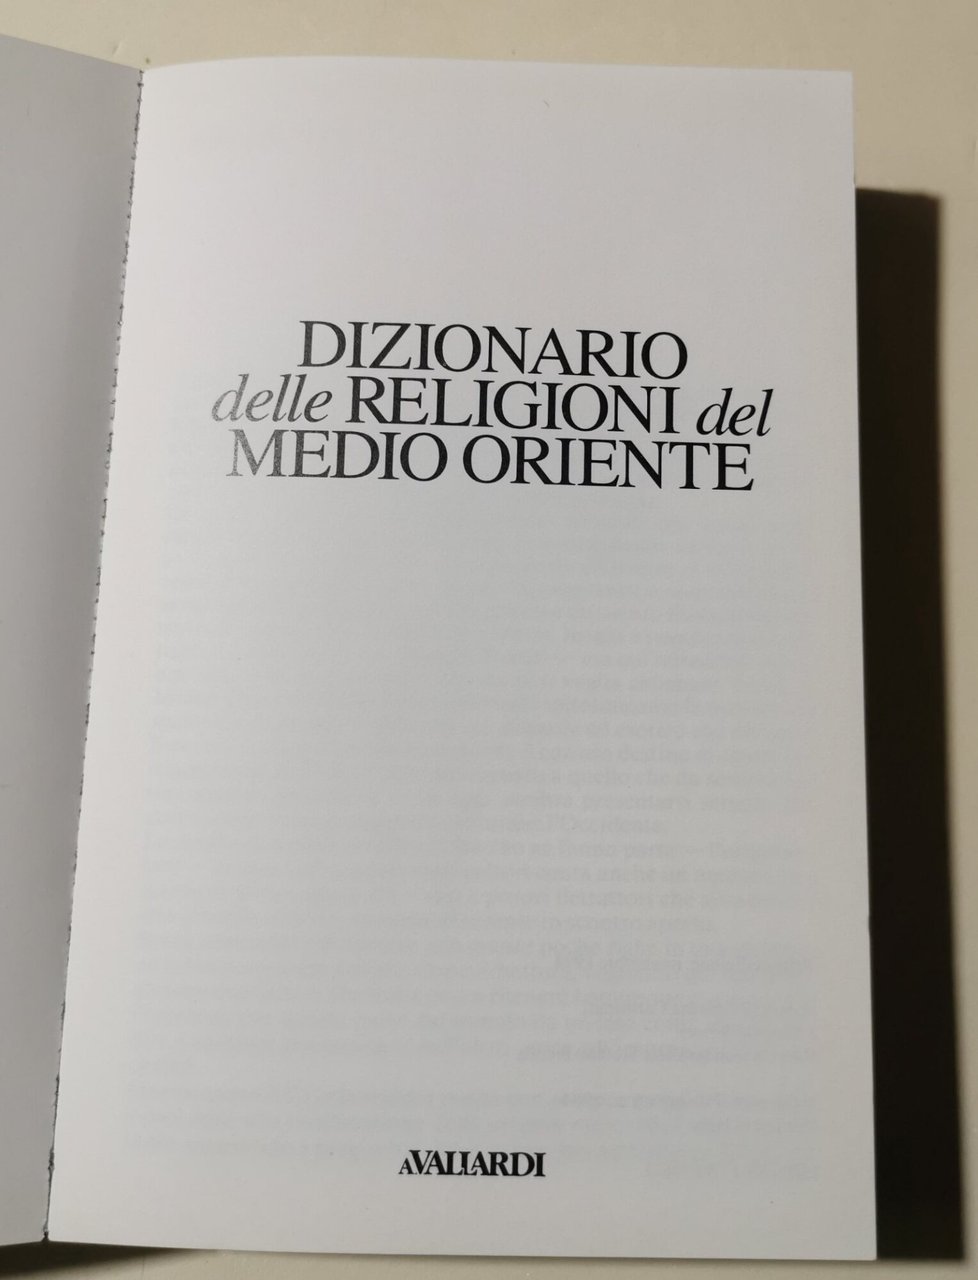 DIZIONARIO
delle RELIGIONI del
MEDIO ORIENTE
A.VALLARDI